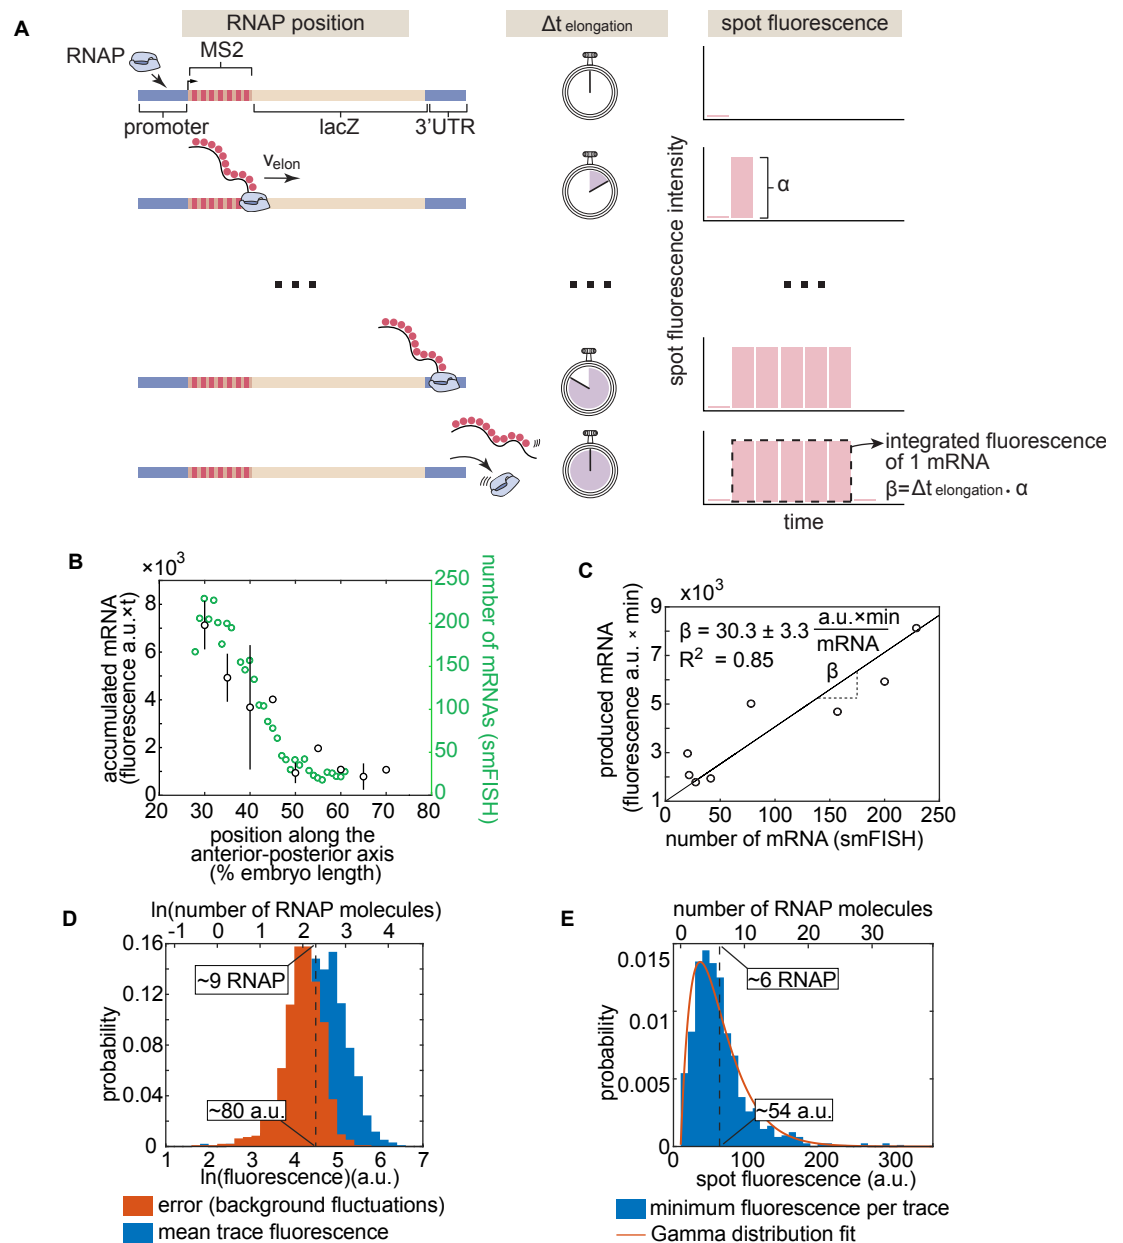 A
RNAP position
Δt elongation
spot fluorescence
RNAP
MS2
promoter
lacZ
3'UTR
v elon
α
spot fluorescence intensity
integrated fluorescence
of 1 mRNA
β=Δt elongation · α
time
B
×10³
accumulated mRNA
(fluorescence a.u.×t)
8
6
4
2
0
250
200
150
100
50
0
number of mRNAs (smFISH)
20 30 40 50 60 70 80
position along the
anterior-posterior axis
(% embryo length)
C
x10³
produced mRNA
(fluorescence a.u. × min)
9
7
5
3
1
β = 30.3 ± 3.3 a.u.×min
mRNA
R² = 0.85
β
0 50 100 150 200 250
number of mRNA (smFISH)
D
ln(number of RNAP molecules)
-1 0 1 2 3 4
probability
0.16
0.12
0.08
0.04
0
~9 RNAP
~80 a.u.
1 2 3 4 5 6 7
ln(fluorescence)(a.u.)
error (background fluctuations)
mean trace fluorescence
E
number of RNAP molecules
0 10 20 30
probability
0.015
0.01
0.005
0
~6 RNAP
~54 a.u.
0 100 200 300
spot fluorescence (a.u.)
minimum fluorescence per trace
Gamma distribution fit